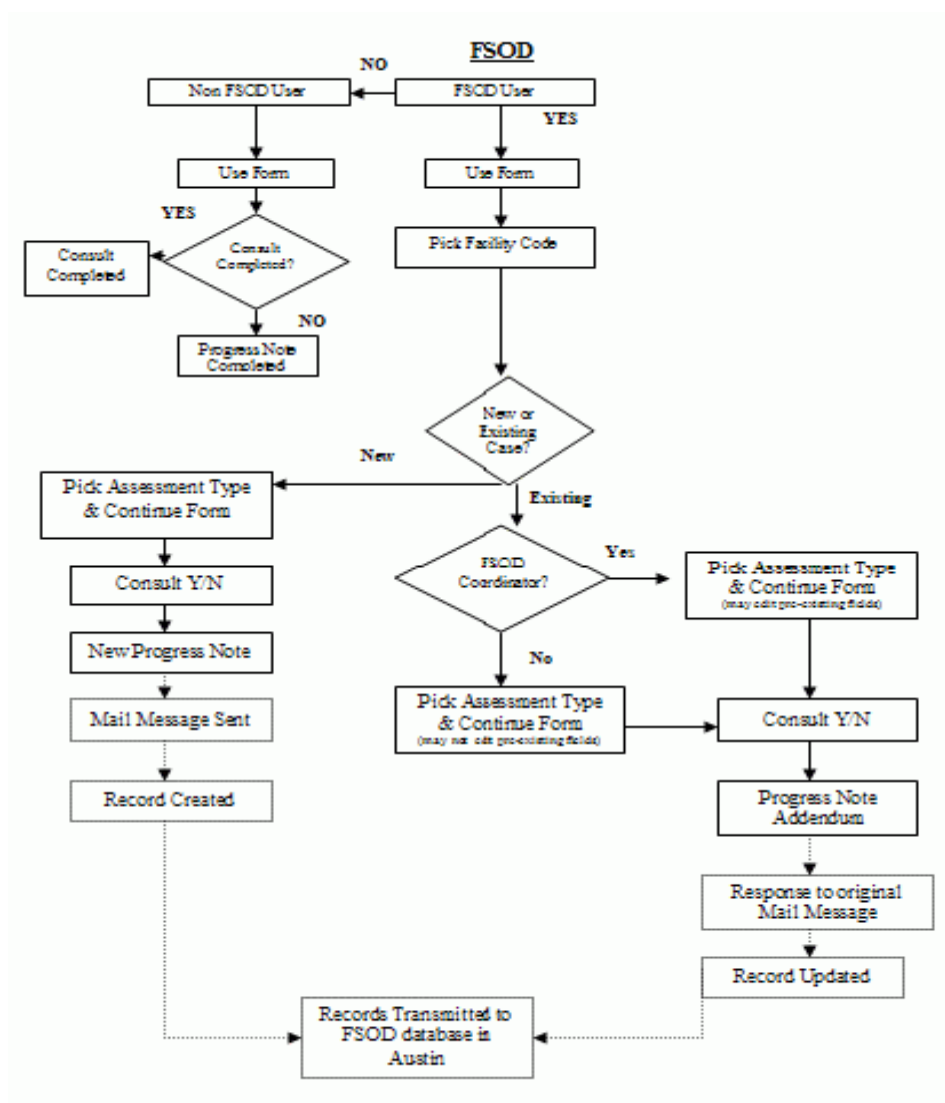 FSOD
NO
Non FSOD User
FSOD User
YES
Use Form
Use Form
YES
Consult
Completed?
Pick Facility Code
Consult
Completed
NO
Progress Note
Completed
New or
Existing
Case?
New
Pick Assessment Type
& Continue Form
Existing
FSOD
Coordinator?
Yes
Pick Assessment Type
& Continue Form
(may edit pre-existing fields)
Consult Y/N
New Progress Note
No
Pick Assessment Type
& Continue Form
(may not edit pre-existing fields)
Consult Y/N
Mail Message Sent
Record Created
Progress Note
Addendum
Response to original
Mail Message
Record Updated
Records Transmitted to
FSOD database in
Austin